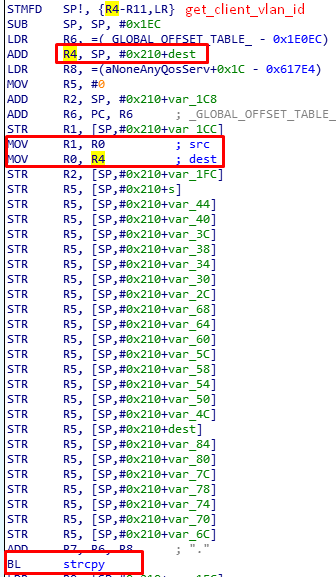 STMFD SP!, {R4-R11,LR} get_client_vlan_id
SUB SP, SP, #0x1EC
LDR R6, =(_GLOBAL_OFFSET_TABLE_ - 0x1E0EC)
ADD R4, SP, #0x210+dest
LDR R8, =(aNoneAnyQosServ+0x1C - 0x617E4)
MOV R5, #0
ADD R2, SP, #0x210+var_1C8
ADD R6, PC, R6 ; _GLOBAL_OFFSET_TABLE_
STR R1, [SP,#0x210+var_1CC]
MOV R1, R0 ; src
MOV R0, R4 ; dest
STR R2, [SP,#0x210+var_1FC]
STR R5, [SP,#0x210+s]
STR R5, [SP,#0x210+var_44]
STR R5, [SP,#0x210+var_40]
STR R5, [SP,#0x210+var_3C]
STR R5, [SP,#0x210+var_38]
STR R5, [SP,#0x210+var_34]
STR R5, [SP,#0x210+var_30]
STR R5, [SP,#0x210+var_2C]
STR R5, [SP,#0x210+var_68]
STR R5, [SP,#0x210+var_64]
STR R5, [SP,#0x210+var_60]
STR R5, [SP,#0x210+var_5C]
STR R5, [SP,#0x210+var_58]
STR R5, [SP,#0x210+var_54]
STR R5, [SP,#0x210+var_50]
STR R5, [SP,#0x210+var_4C]
STR R5, [SP,#0x210+dest]
STR R5, [SP,#0x210+var_84]
STR R5, [SP,#0x210+var_80]
STR R5, [SP,#0x210+var_7C]
STR R5, [SP,#0x210+var_78]
STR R5, [SP,#0x210+var_74]
STR R5, [SP,#0x210+var_70]
STR R5, [SP,#0x210+var_6C]
ADD R7, R6, R8 ; "."
BL strcpy